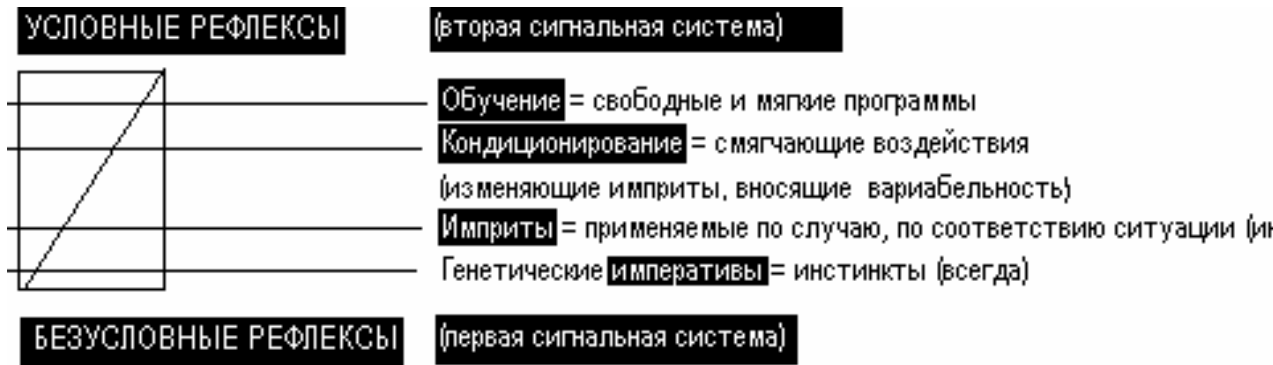 УСЛОВНЫЕ РЕФЛЕКСЫ (вторая сигнальная система)
Обучение = свободные и мягкие программы
Кондиционирование = смягчающие воздействия
(изменяющие имприты, вносящие вариабельность)
Имприты = применяемые по случаю, по соответствию ситуации
Генетические императивы = инстинкты (всегда)
БЕЗУСЛОВНЫЕ РЕФЛЕКСЫ (первая сигнальная система)